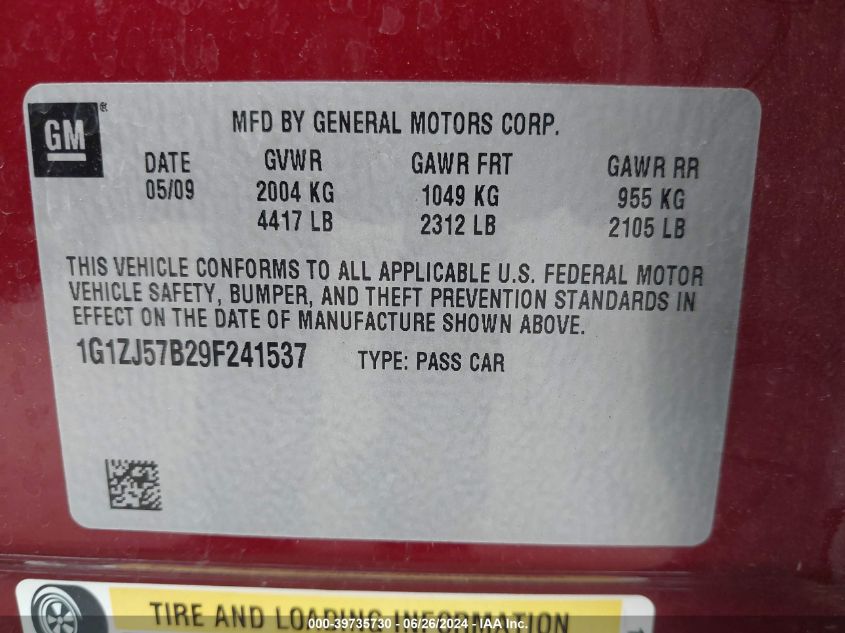 GM®
MFD BY GENERAL MOTORS CORP.
DATE GVWR GAWR FRT GAWR RR
05/09 2004 KG 1049 KG 955 KG
4417 LB 2312 LB 2105 LB
THIS VEHICLE CONFORMS TO ALL APPLICABLE U.S. FEDERAL MOTOR
VEHICLE SAFETY, BUMPER, AND THEFT PREVENTION STANDARDS IN
EFFECT ON THE DATE OF MANUFACTURE SHOWN ABOVE.
1G1ZJ57B29F241537 TYPE: PASS CAR
TIRE AND LOADING INFORMATION
000-39735730 - 06/26/2024 - IAA Inc.